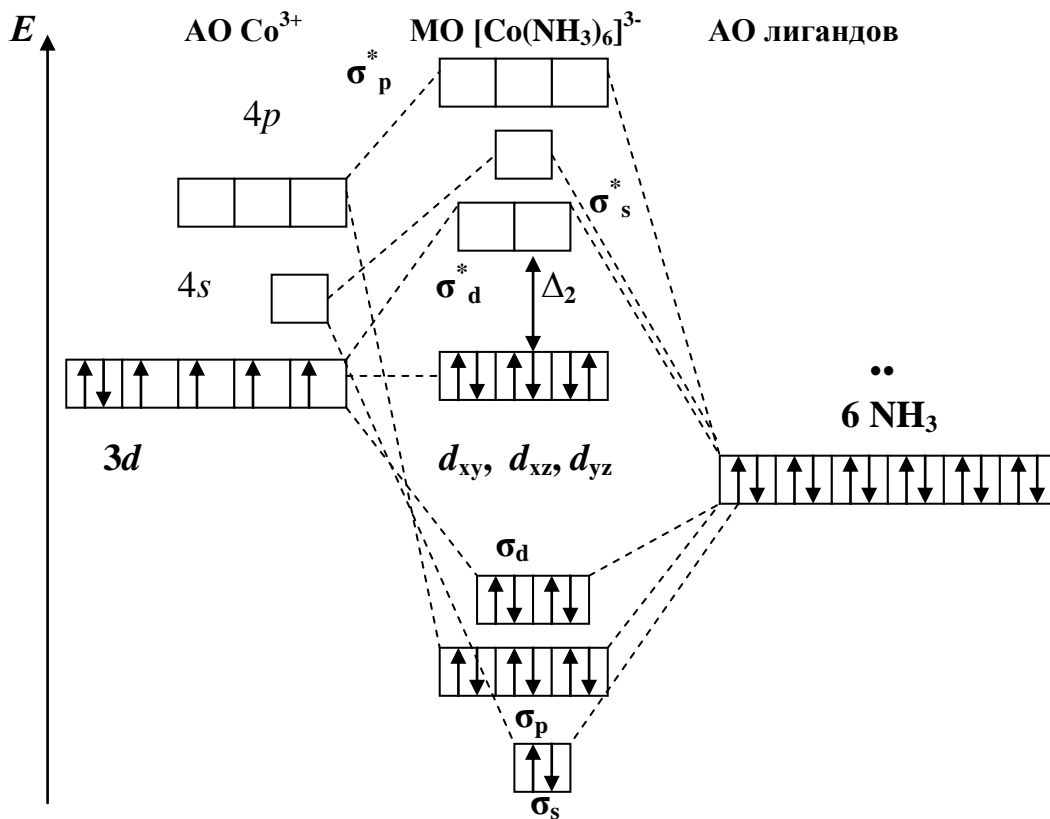 E АО Co³⁺ МО [Co(NH₃)₆]³⁻ АО лигандов
σ*ₚ
4p
σ*ₛ
4s
σ*d Δ₂
••
6 NH₃
3d
dxy, dxz, dyz
σd
σₚ
σₛ